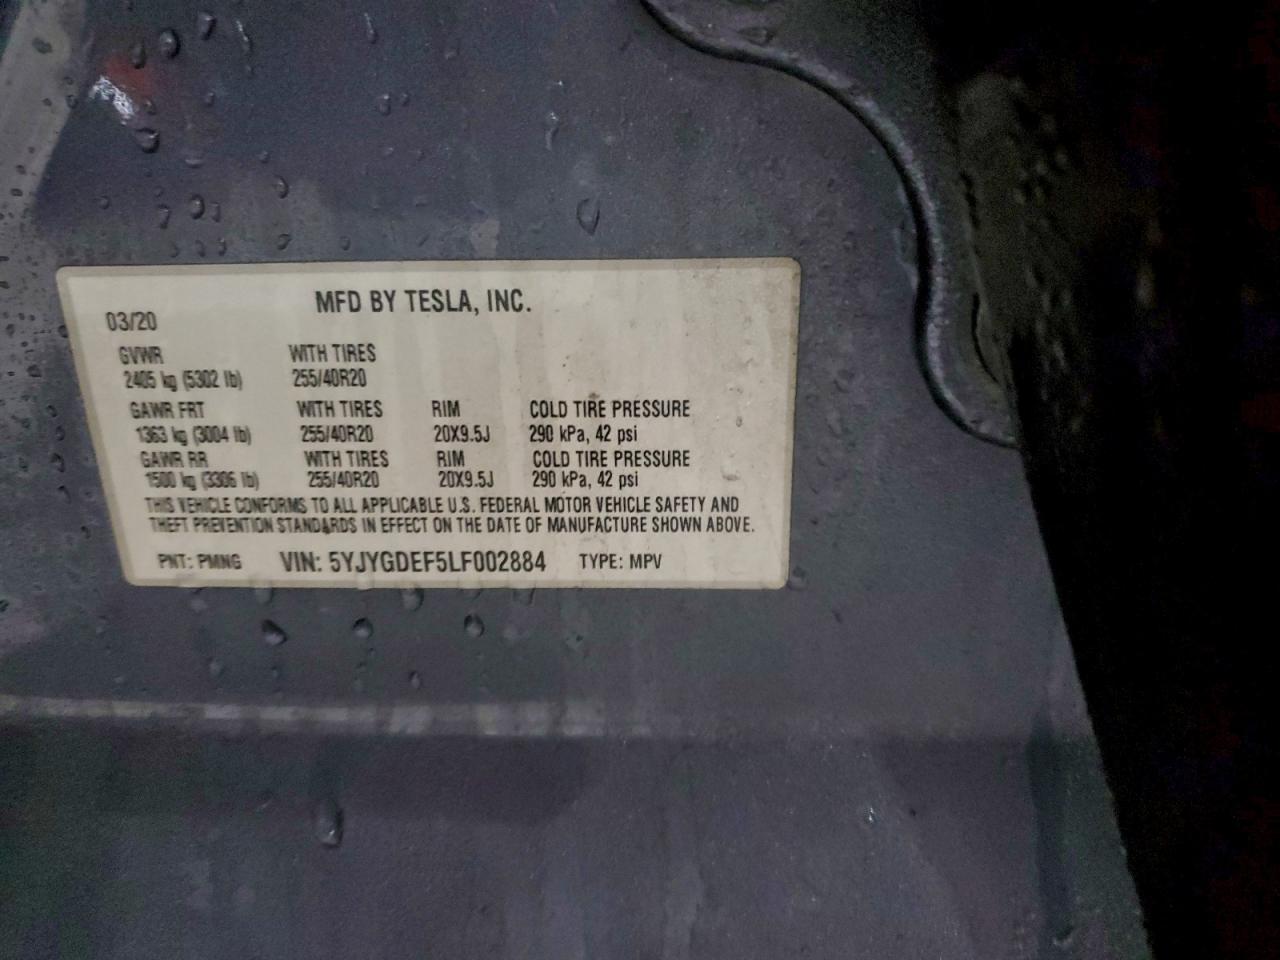 MFD BY TESLA, INC.
03/20
GVWR WITH TIRES
2405 kg (5302 lb) 255/40R20
GAWR FRT WITH TIRES RIM COLD TIRE PRESSURE
1363 kg (3004 lb) 255/40R20 20X9.5J 290 kPa, 42 psi
GAWR RR WITH TIRES RIM COLD TIRE PRESSURE
1500 kg (3306 lb) 255/40R20 20X9.5J 290 kPa, 42 psi
THIS VEHICLE CONFORMS TO ALL APPLICABLE U.S. FEDERAL MOTOR VEHICLE SAFETY AND
THEFT PREVENTION STANDARDS IN EFFECT ON THE DATE OF MANUFACTURE SHOWN ABOVE.
PNT: PMNG VIN: 5YJYGDEF5LF002884 TYPE: MPV